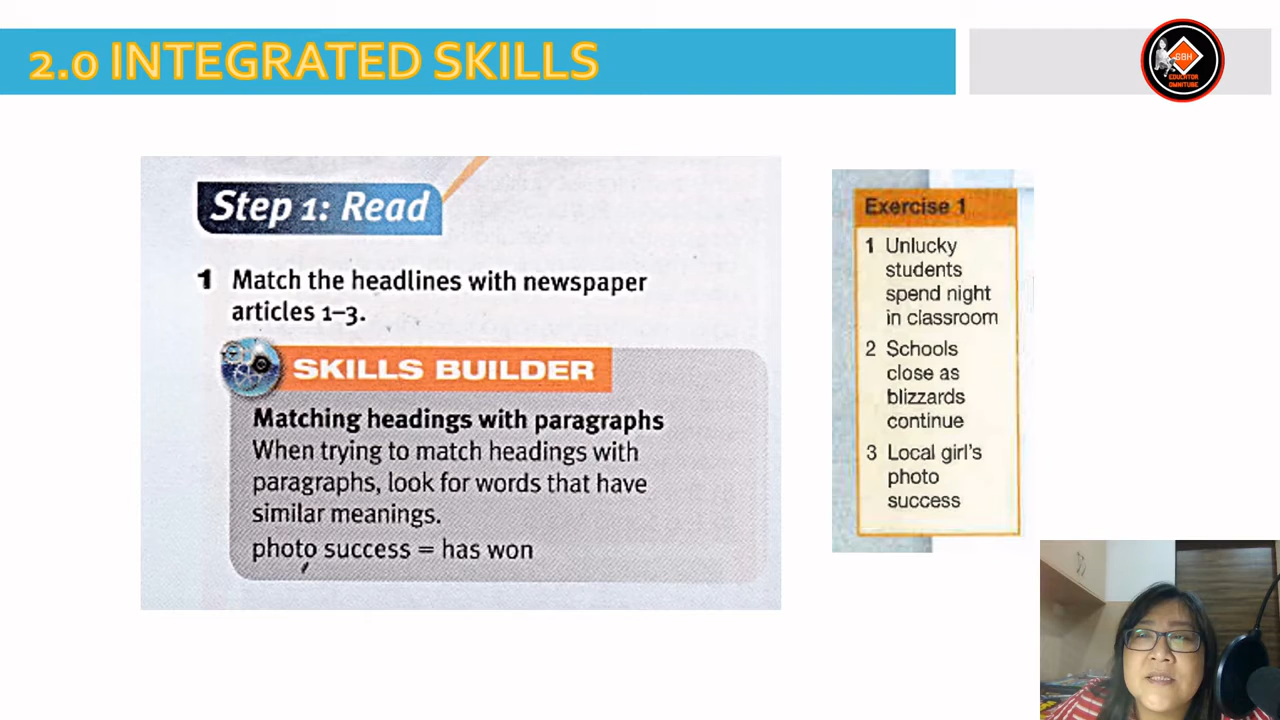 2.0 INTEGRATED SKILLS
GBH
EDUCATOR
OMNITUBE
Step 1: Read
1 Match the headlines with newspaper
articles 1–3.
SKILLS BUILDER
Matching headings with paragraphs
When trying to match headings with
paragraphs, look for words that have
similar meanings.
photo success = has won
Exercise 1
1 Unlucky
students
spend night
in classroom
2 Schools
close as
blizzards
continue
3 Local girl's
photo
success